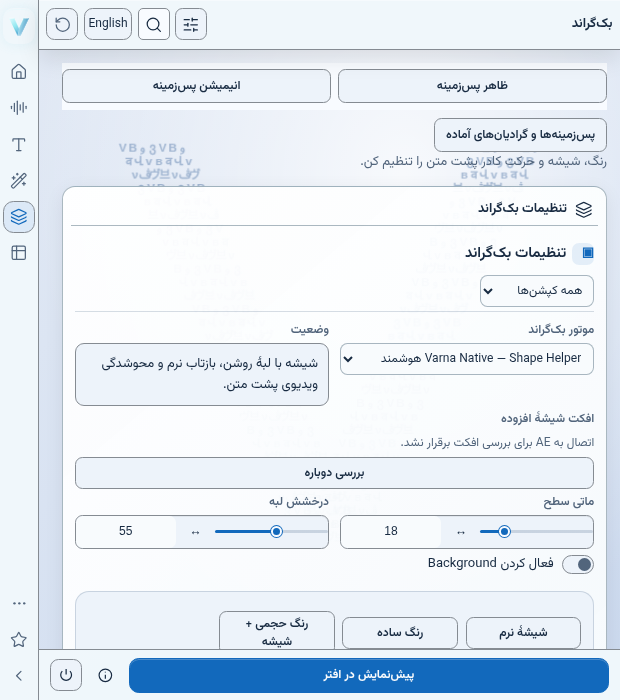 بک‌گراند
English
ظاهر پس‌زمینه
انیمیشن پس‌زمینه
پس‌زمینه‌ها و گرادیان‌های آماده
رنگ، شیشه و حرکت کادر پشت متن را تنظیم کن.
تنظیمات بک‌گراند
تنظیمات بک‌گراند
همه کپشن‌ها
موتور بک‌گراند
وضعیت
Varna Native — Shape Helper هوشمند
شیشه با لبهٔ روشن، بازتاب نرم و محوشدگی
ویدیوی پشت متن.
افکت شیشهٔ افزوده
اتصال به AE برای بررسی افکت برقرار نشد.
بررسی دوباره
ماتی سطح
درخشش لبه
18
55
فعال کردن Background
شیشهٔ نرم
رنگ ساده
رنگ حجمی +
شیشه
پیش‌نمایش در افتر